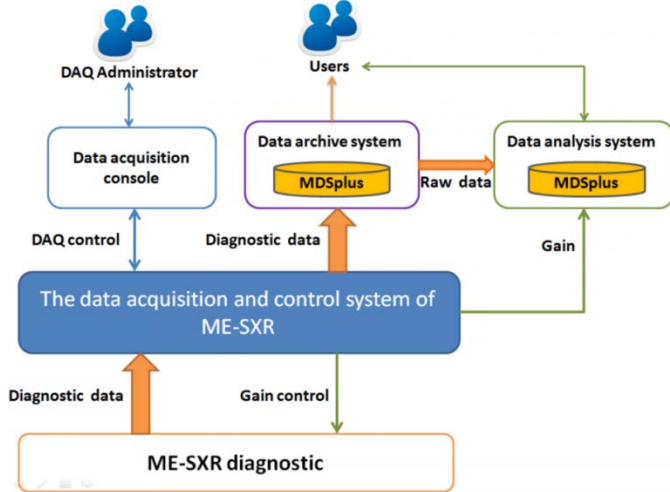 DAQ Administrator
Users
Data acquisition
console
Data archive system
MDSplus
Raw data
Data analysis system
MDSplus
DAQ control
Diagnostic data
Gain
The data acquisition and control system of
ME-SXR
Diagnostic data
Gain control
ME-SXR diagnostic